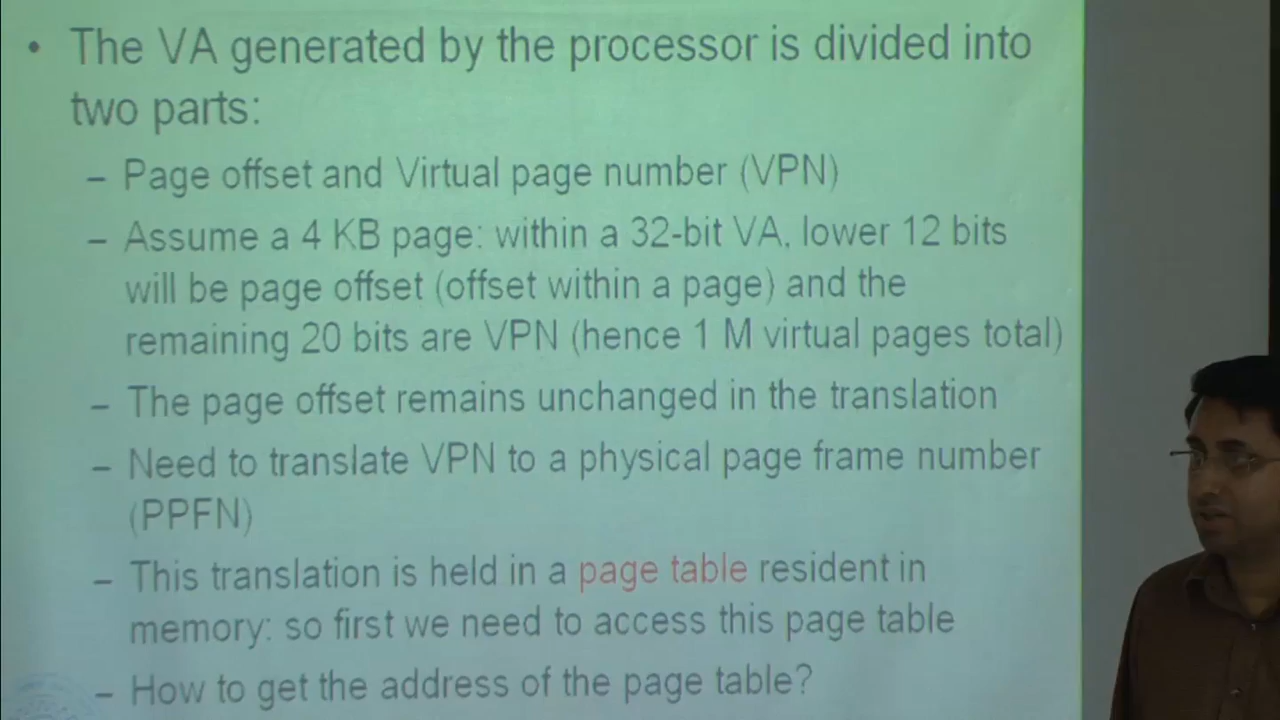 • The VA generated by the processor is divided into
two parts:
– Page offset and Virtual page number (VPN)
– Assume a 4 KB page: within a 32-bit VA, lower 12 bits
will be page offset (offset within a page) and the
remaining 20 bits are VPN (hence 1 M virtual pages total)
– The page offset remains unchanged in the translation
– Need to translate VPN to a physical page frame number
(PPFN)
– This translation is held in a page table resident in
memory: so first we need to access this page table
– How to get the address of the page table?